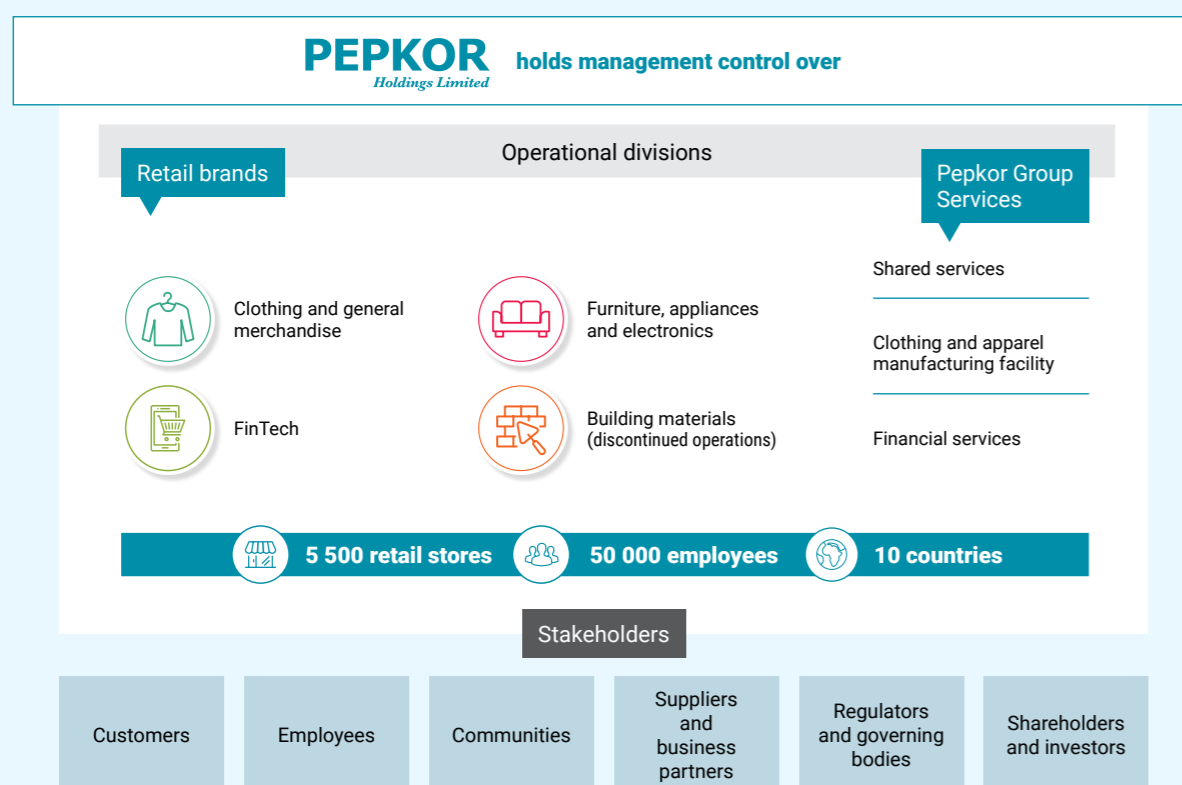 PEPKOR
Holdings Limited
holds management control over
Operational divisions
Retail brands
Pepkor Group
Services
Clothing and general
merchandise
Furniture, appliances
and electronics
FinTech
Building materials
(discontinued operations)
Shared services
Clothing and apparel
manufacturing facility
Financial services
5 500 retail stores
50 000 employees
10 countries
Stakeholders
Customers
Employees
Communities
Suppliers
and
business
partners
Regulators
and governing
bodies
Shareholders
and investors